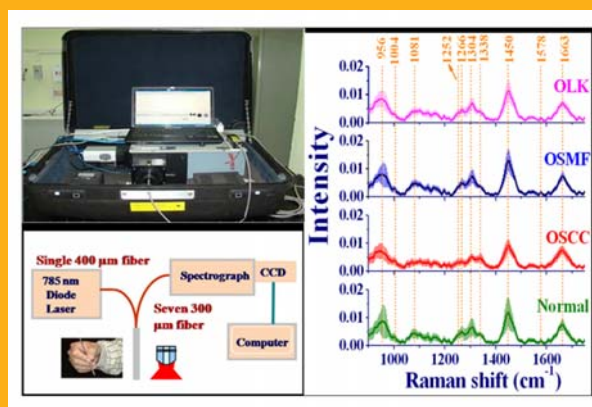 Single 400 µm fiber
785 nm
Diode
Laser
Spectrograph
CCD
Seven 300
µm fiber
Computer
956
1004
1081
1252
1266
1304
1338
1450
1578
1663
Intensity
0.02
0.01
0.00
OLK
0.02
0.01
0.00
OSMF
0.02
0.01
0.00
OSCC
0.02
0.01
0.00
Normal
1000 1200 1400 1600
Raman shift (cm⁻¹)